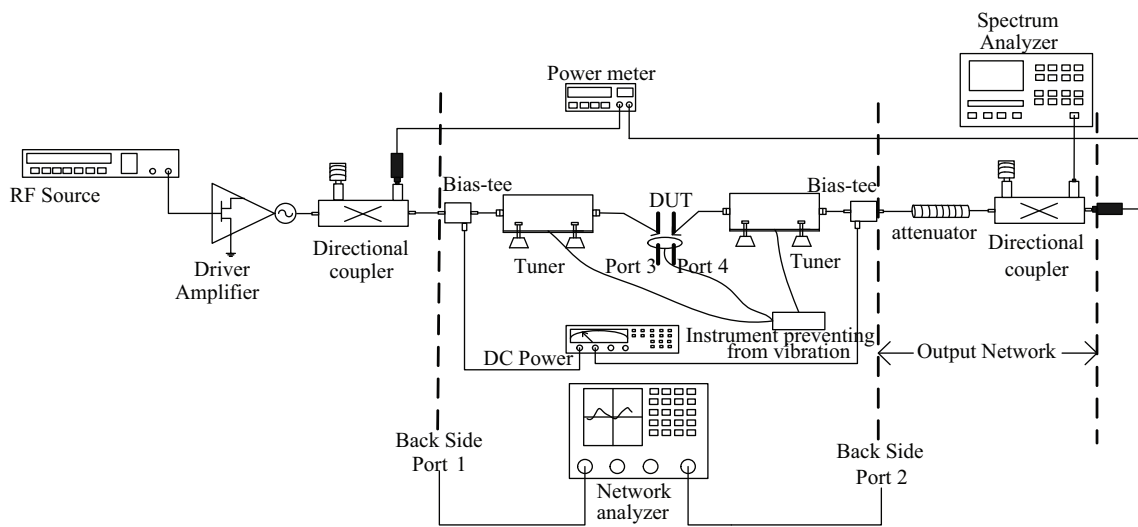 Spectrum
Analyzer
Power meter
RF Source
Bias-tee
DUT
Bias-tee
Driver
Amplifier
Directional
coupler
Tuner
Port 3
Port 4
Tuner
attenuator
Directional
coupler
Instrument preventing
from vibration
DC Power
Output Network
Back Side
Port 1
Back Side
Port 2
Network
analyzer